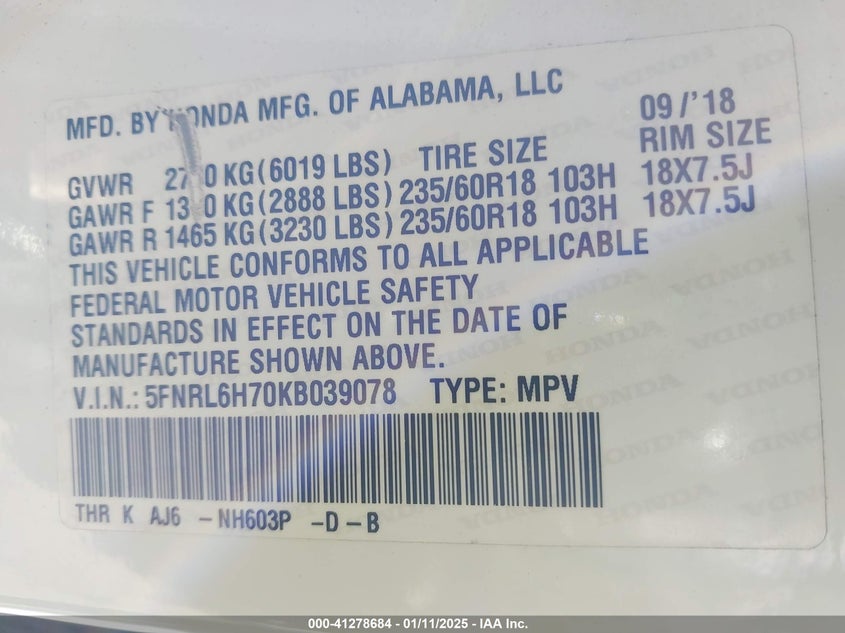 MFD. BY HONDA MFG. OF ALABAMA, LLC 09/'18
GVWR KG (6019 LBS) TIRE SIZE RIM SIZE
GAWR F KG (2888 LBS) 235/60R18 103H 18X7.5J
GAWR R 1465 KG (3230 LBS) 235/60R18 103H 18X7.5J
THIS VEHICLE CONFORMS TO ALL APPLICABLE
FEDERAL MOTOR VEHICLE SAFETY
STANDARDS IN EFFECT ON THE DATE OF
MANUFACTURE SHOWN ABOVE.
V.I.N.: 5FNRL6H70KB039078 TYPE: MPV
THR K AJ6 -NH603P -D-B
000-41278684 - 01/11/2025 - IAA Inc.